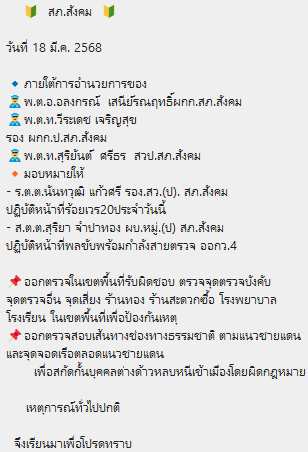 🔰 สภ.สังคม 🔰
วันที่ 18 มี.ค. 2568
🔹ภายใต้การอำนวยการของ
👮พ.ต.อ.อลงกรณ์ เสนีย์รณฤทธิ์ผกก.สภ.สังคม
👮พ.ต.ท.วีระเดช เจริญสุข
รอง ผกก.ป.สภ.สังคม
👮พ.ต.ท.สุริยันต์ ศรีธร สวป.สภ.สังคม
🔸มอบหมายให้
- ร.ต.ต.นันทวุฒิ แก้วศรี รอง.สว.(ป). สภ.สังคม
ปฏิบัติหน้าที่ร้อยเวร20ประจำวันนี้
- ส.ต.ต.สุริยา จำปาทอง ผบ.หมู่.(ป) สภ.สังคม
ปฏิบัติหน้าที่พลขับพร้อมกำลังสายตรวจ ออกว.4
📌ออกตรวจในเขตพื้นที่รับผิดชอบ ตรวจจุดตรวจบังคับ
จุดตรวจอื่น จุดเสี่ยง ร้านทอง ร้านสะดวกซื้อ โรงพยาบาล
โรงเรียน ในเขตพื้นที่เพื่อป้องกันเหตุ
📌ออกตรวจสอบเส้นทางช่องทางธรรมชาติ ตามแนวชายแดน
และจุดจอดเรือตลอดแนวชายแดน
เพื่อสกัดกั้นบุคคลต่างด้าวหลบหนีเข้าเมืองโดยผิดกฎหมาย
เหตุการณ์ทั่วไปปกติ
จึงเรียนมาเพื่อโปรดทราบ